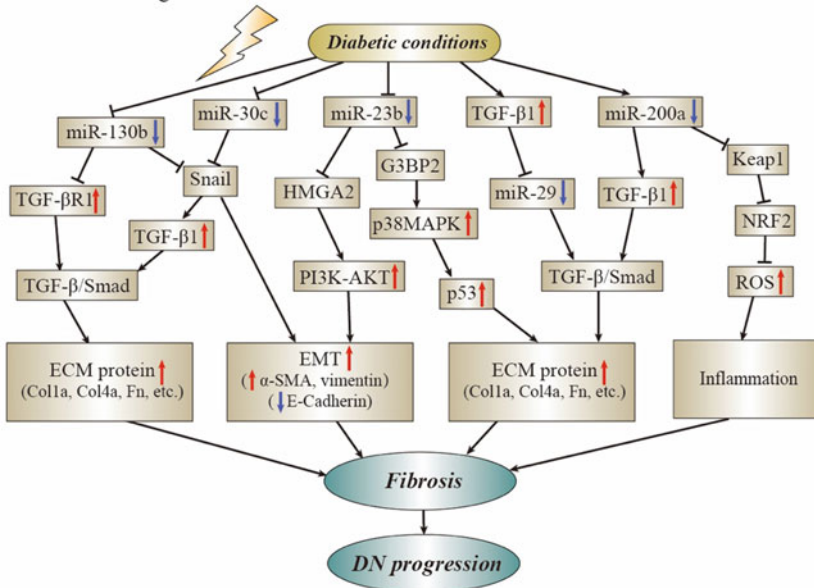 Diabetic conditions
miR-130b
miR-30c
miR-23b
TGF-β1
miR-200a
Snail
G3BP2
Keap1
TGF-βR1
HMGA2
miR-29
TGF-β1
NRF2
TGF-β1
p38MAPK
TGF-β/Smad
PI3K-AKT
p53
TGF-β/Smad
ROS
ECM protein
(Col1a, Col4a, Fn, etc.)
EMT
(α-SMA, vimentin)
(E-Cadherin)
ECM protein
(Col1a, Col4a, Fn, etc.)
Inflammation
Fibrosis
DN progression